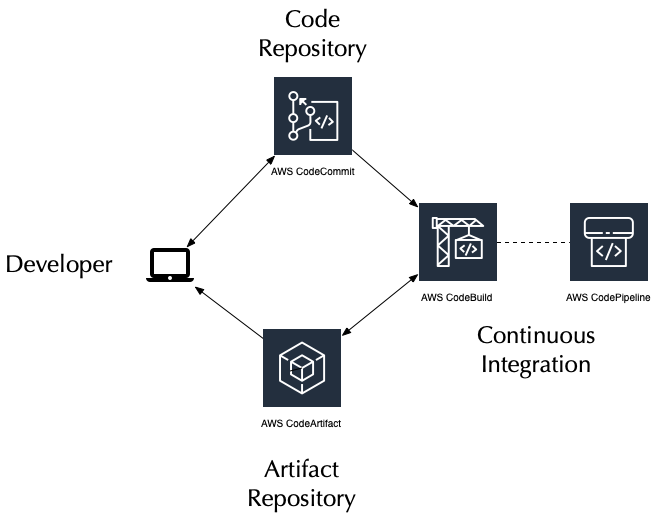 Code
Repository
AWS CodeCommit
Developer
AWS CodeBuild
AWS CodePipeline
Continuous
Integration
AWS CodeArtifact
Artifact
Repository